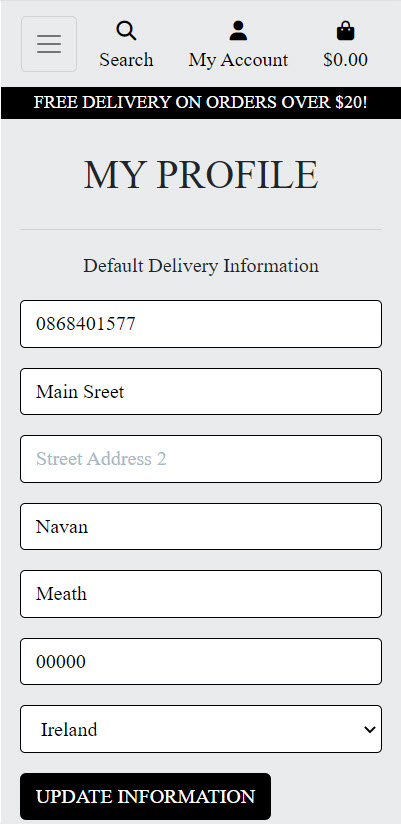 Search My Account $0.00
FREE DELIVERY ON ORDERS OVER $20!
MY PROFILE
Default Delivery Information
0868401577
Main Sreet
Street Address 2
Navan
Meath
00000
Ireland
UPDATE INFORMATION